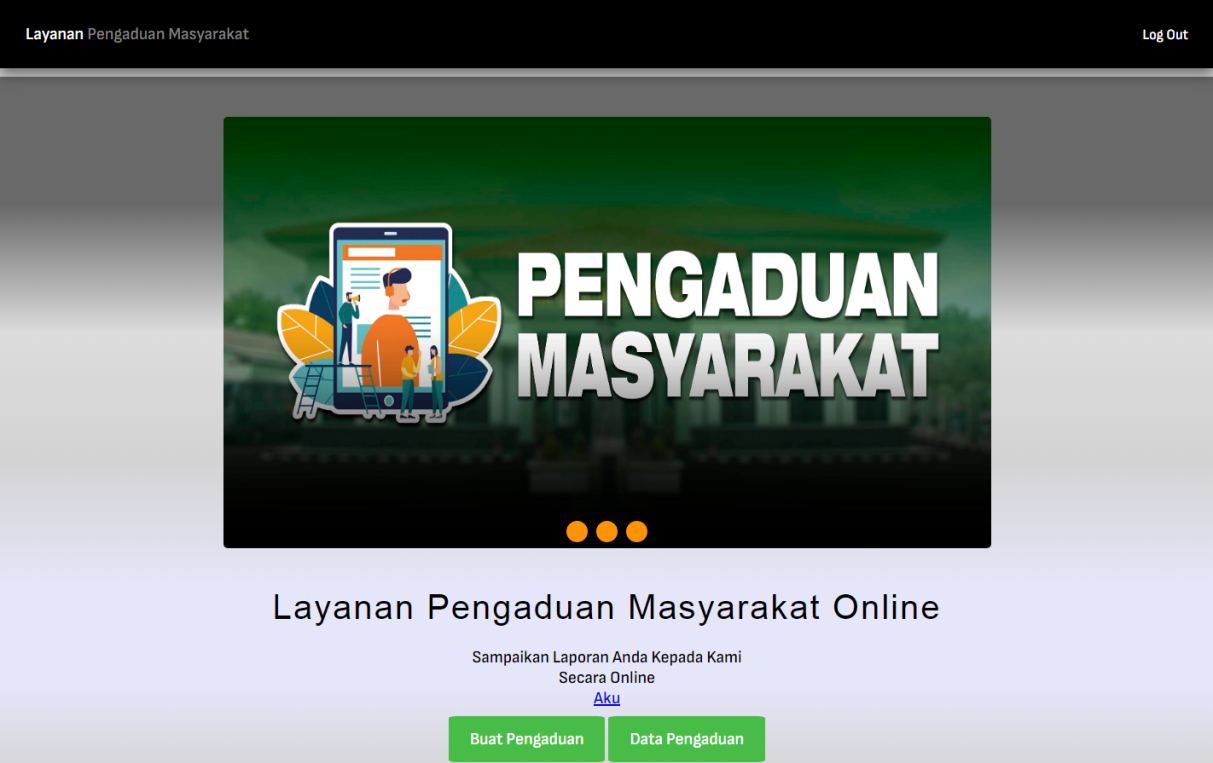 Layanan Pengaduan Masyarakat
Log Out
PENGADUAN
MASYARAKAT
Layanan Pengaduan Masyarakat Online
Sampaikan Laporan Anda Kepada Kami
Secara Online
Aku
Buat Pengaduan
Data Pengaduan